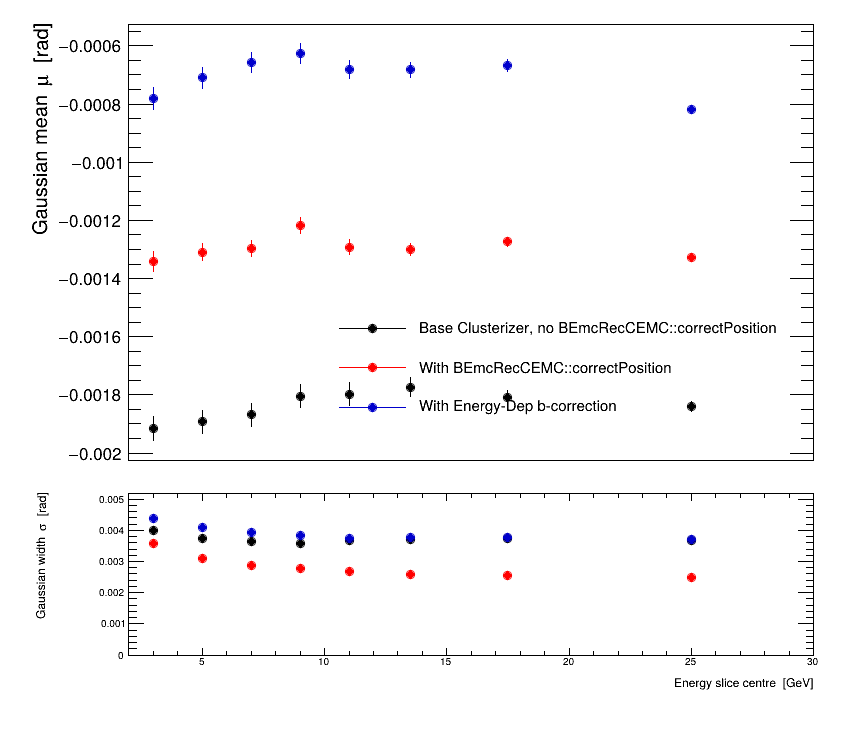 Gaussian mean μ [rad]
−0.0006
−0.0008
−0.001
−0.0012
−0.0014
−0.0016
−0.0018
−0.002
Base Clusterizer, no BEmcRecCEMC::correctPosition
With BEmcRecCEMC::correctPosition
With Energy-Dep b-correction
Gaussian width σ [rad]
0.005
0.004
0.003
0.002
0.001
0
5 10 15 20 25 30
Energy slice centre [GeV]